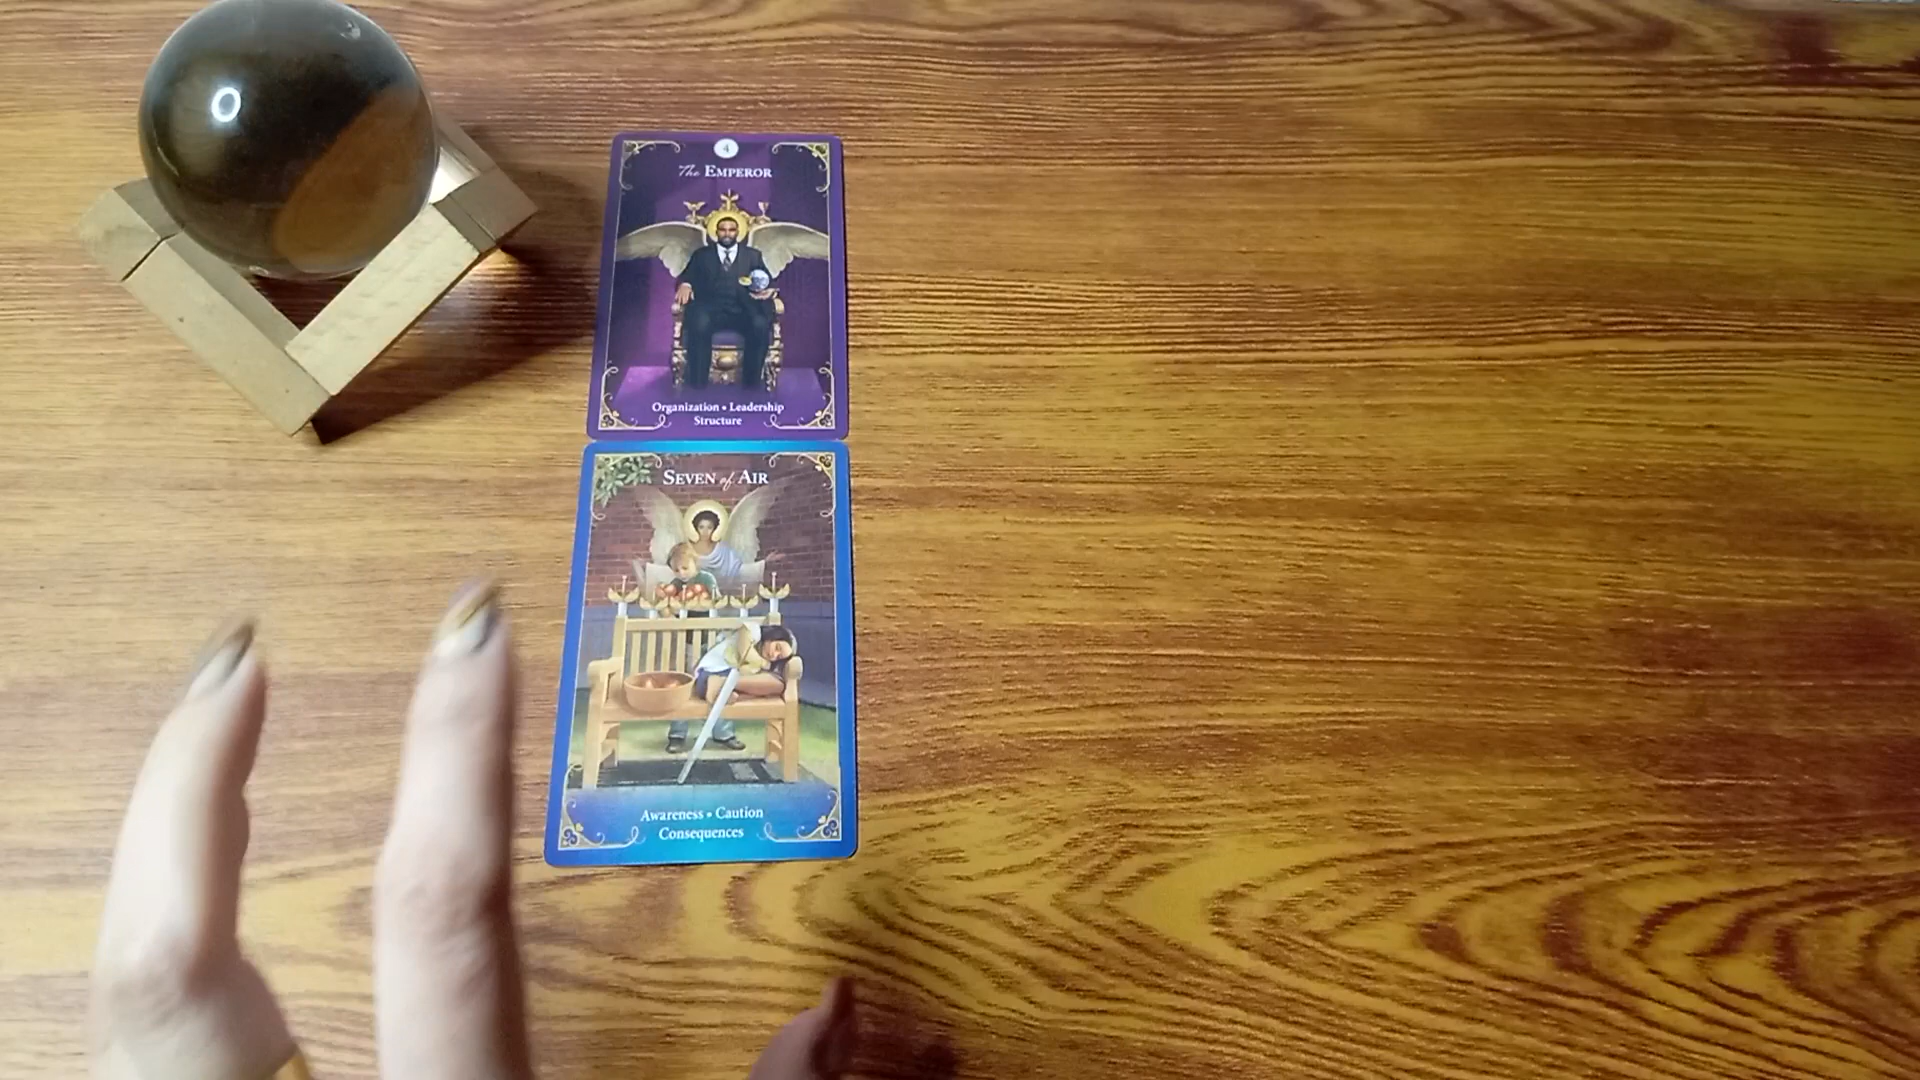 4
The EMPEROR
Organization • Leadership
Structure
SEVEN of AIR
Awareness • Caution
Consequences